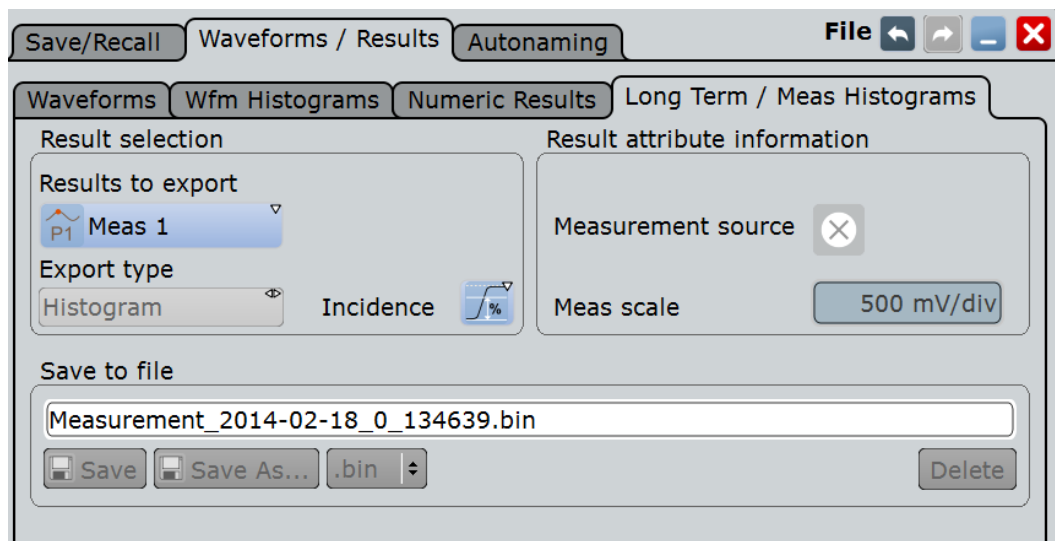 Save/Recall Waveforms / Results Autonaming File
Waveforms Wfm Histograms Numeric Results Long Term / Meas Histograms
Result selection
Results to export
P1 Meas 1
Export type
Histogram Incidence %
Result attribute information
Measurement source
Meas scale 500 mV/div
Save to file
Measurement_2014-02-18_0_134639.bin
Save Save As... .bin Delete